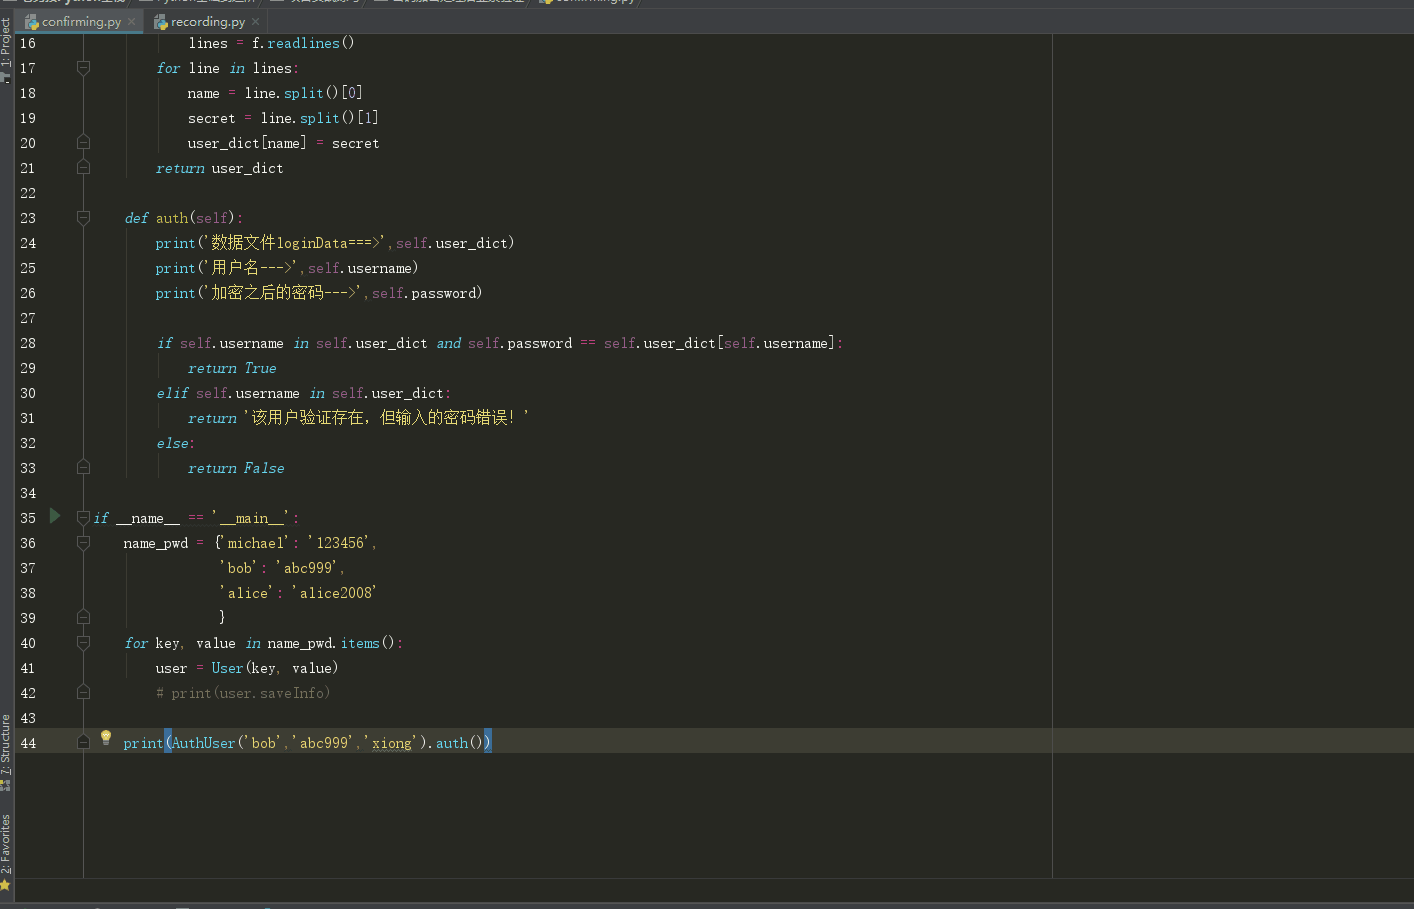 confirming.py
recording.py
1: Project
16 lines = f.readlines()
17 for line in lines:
18 name = line.split()[0]
19 secret = line.split()[1]
20 user_dict[name] = secret
21 return user_dict
22
23 def auth(self):
24 print('数据文件loginData===>',self.user_dict)
25 print('用户名--->',self.username)
26 print('加密之后的密码--->',self.password)
27
28 if self.username in self.user_dict and self.password == self.user_dict[self.username]:
29 return True
30 elif self.username in self.user_dict:
31 return '该用户验证存在，但输入的密码错误！'
32 else:
33 return False
34
35 if __name__ == '__main__':
36 name_pwd = {'michael': '123456',
37 'bob': 'abc999',
38 'alice': 'alice2008'
39 }
40 for key, value in name_pwd.items():
41 user = User(key, value)
42 # print(user.saveInfo)
43
44 print(AuthUser('bob','abc999','xiong').auth())
7: Structure
2: Favorites